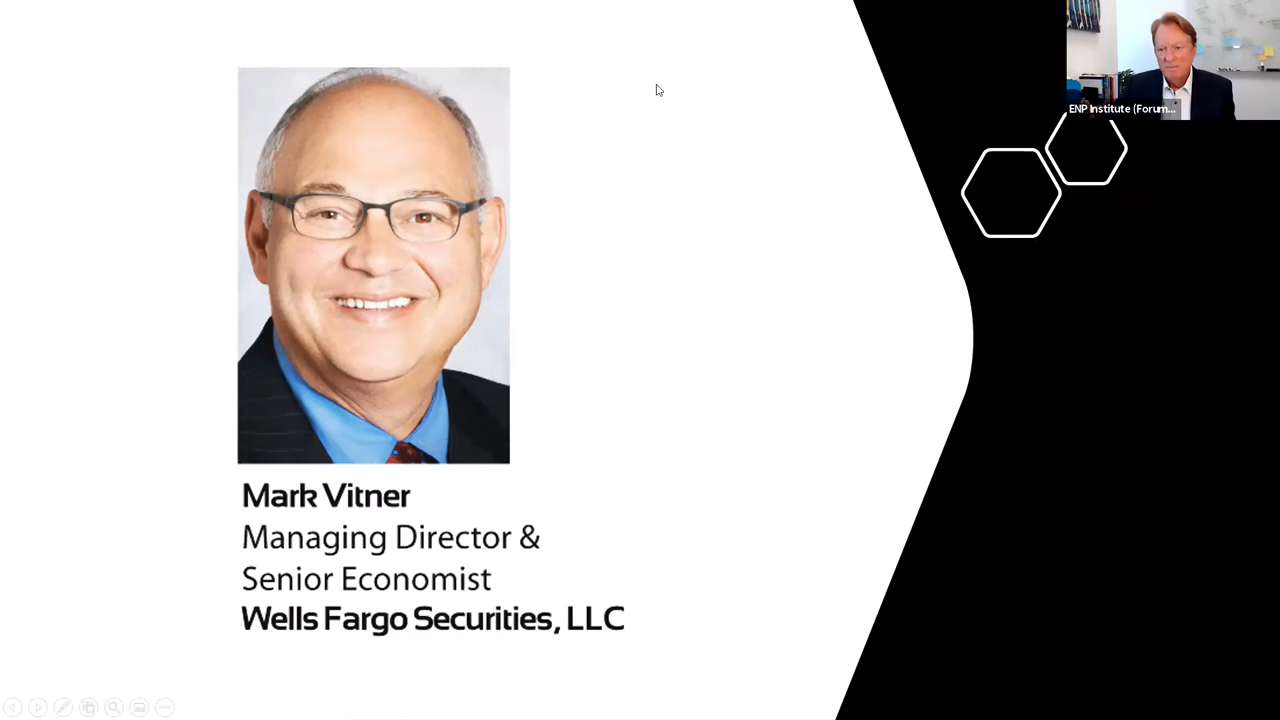 ENP Institute (Forum...
Mark Vitner
Managing Director &
Senior Economist
Wells Fargo Securities, LLC